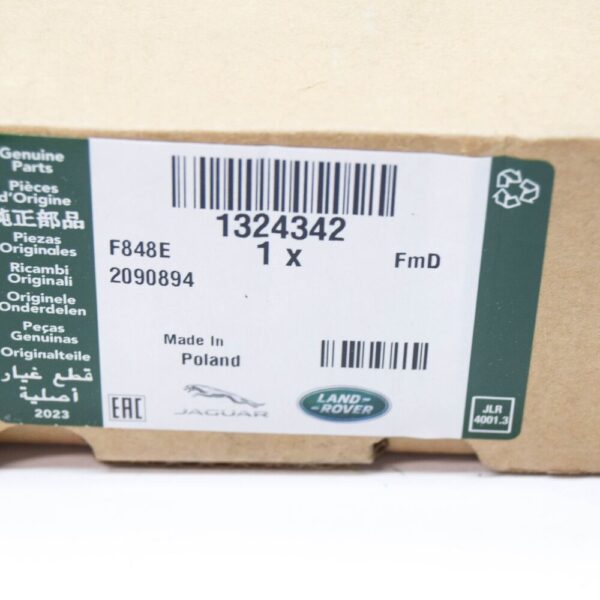 Genuine
Parts
Pièces
d'Origine
純正部品
Piezas
Originales
Ricambi
Originali
Originele
Onderdelen
Peças
Genuínas
Originalteile
قطع غيار
أصلية
2023
1324342
1 x
F848E
FmD
2090894
Made In
Poland
EAC
JAGUAR
LAND
ROVER
JLR
4001.3